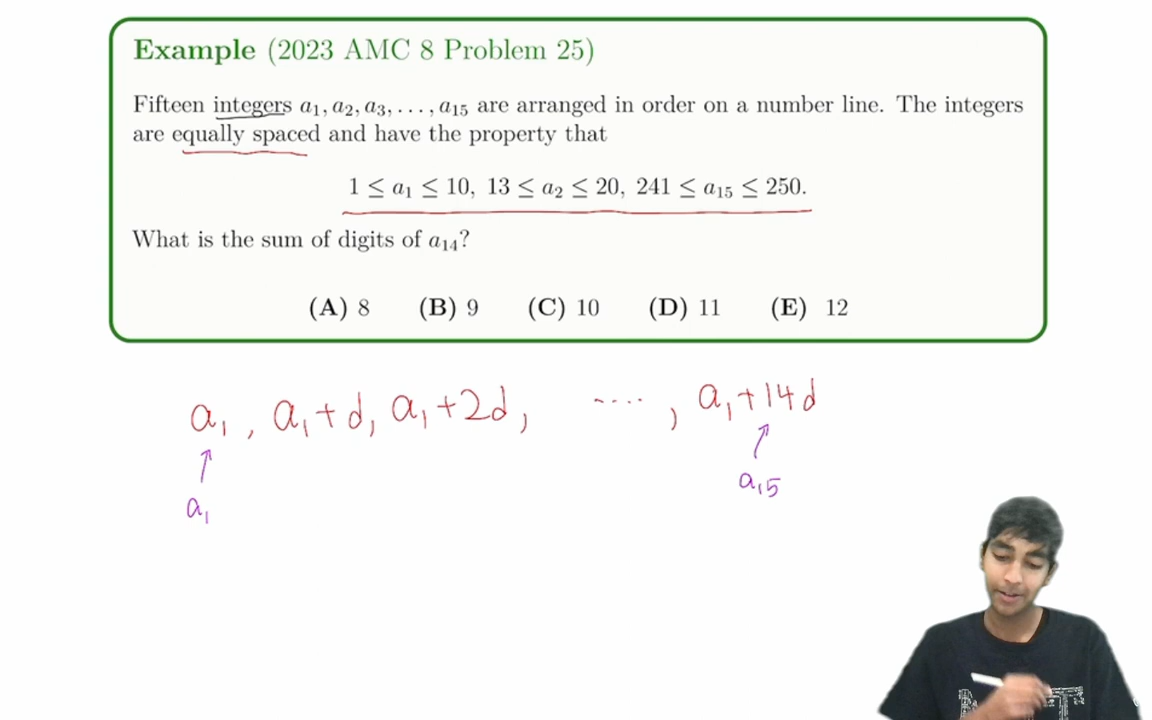 Example (2023 AMC 8 Problem 25)
Fifteen integers a₁, a₂, a₃, . . . , a₁₅ are arranged in order on a number line. The integers
are equally spaced and have the property that
1 ≤ a₁ ≤ 10, 13 ≤ a₂ ≤ 20, 241 ≤ a₁₅ ≤ 250.
What is the sum of digits of a₁₄?
(A) 8 (B) 9 (C) 10 (D) 11 (E) 12
a₁ , a₁+d, a₁+2d, ···· , a₁+14d
a₁₅
a₁